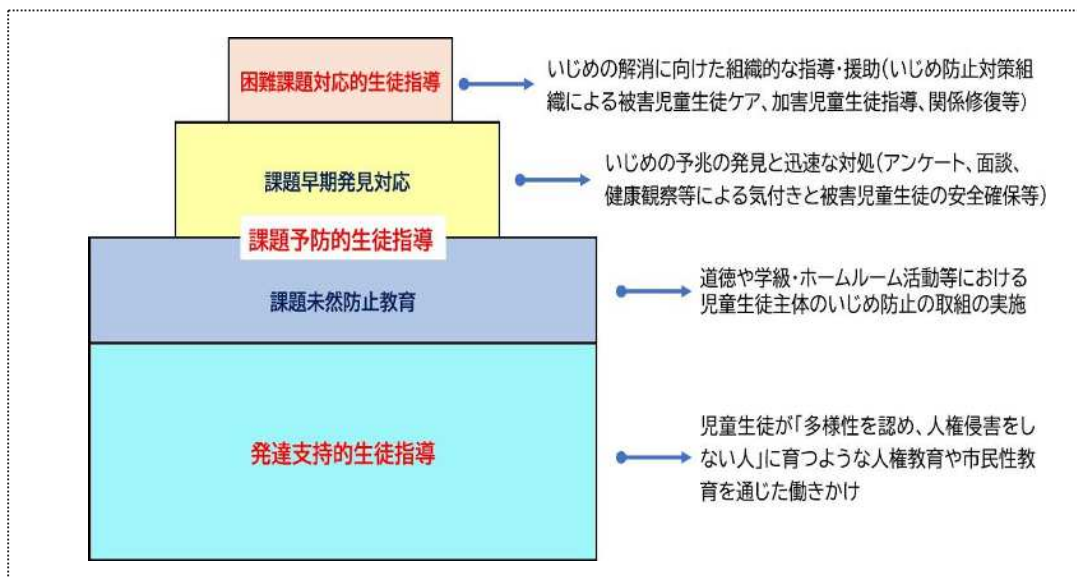 困難課題対応的生徒指導
いじめの解消に向けた組織的な指導・援助(いじめ防止対策組
織による被害児童生徒ケア、加害児童生徒指導、関係修復等)
課題早期発見対応
いじめの予兆の発見と迅速な対処(アンケート、面談、
健康観察等による気付きと被害児童生徒の安全確保等)
課題予防的生徒指導
課題未然防止教育
道徳や学級・ホームルーム活動等における
児童生徒主体のいじめ防止の取組の実施
発達支持的生徒指導
児童生徒が「多様性を認め、人権侵害をし
ない人」に育つような人権教育や市民性教
育を通じた働きかけ